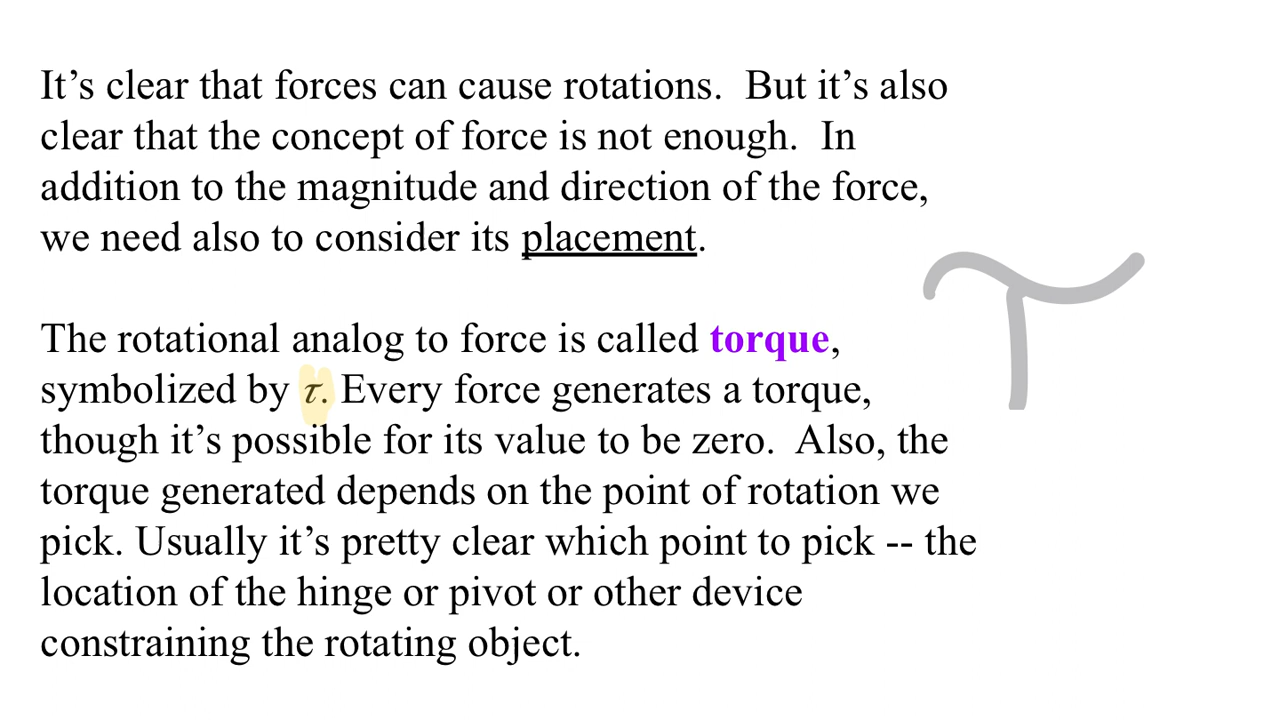 It’s clear that forces can cause rotations.  But it’s also
clear that the concept of force is not enough.  In
addition to the magnitude and direction of the force,
we need also to consider its placement.
The rotational analog to force is called torque,
symbolized by τ. Every force generates a torque,
though it’s possible for its value to be zero.  Also, the
torque generated depends on the point of rotation we
pick. Usually it’s pretty clear which point to pick -- the
location of the hinge or pivot or other device
constraining the rotating object.
τ